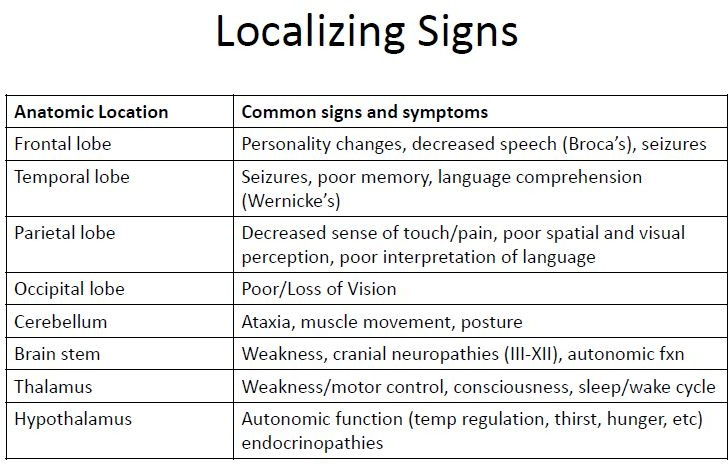 Localizing Signs
Anatomic Location Common signs and symptoms
Frontal lobe Personality changes, decreased speech (Broca's), seizures
Temporal lobe Seizures, poor memory, language comprehension
(Wernicke's)
Parietal lobe Decreased sense of touch/pain, poor spatial and visual
perception, poor interpretation of language
Occipital lobe Poor/Loss of Vision
Cerebellum Ataxia, muscle movement, posture
Brain stem Weakness, cranial neuropathies (III-XII), autonomic fxn
Thalamus Weakness/motor control, consciousness, sleep/wake cycle
Hypothalamus Autonomic function (temp regulation, thirst, hunger, etc)
endocrinopathies